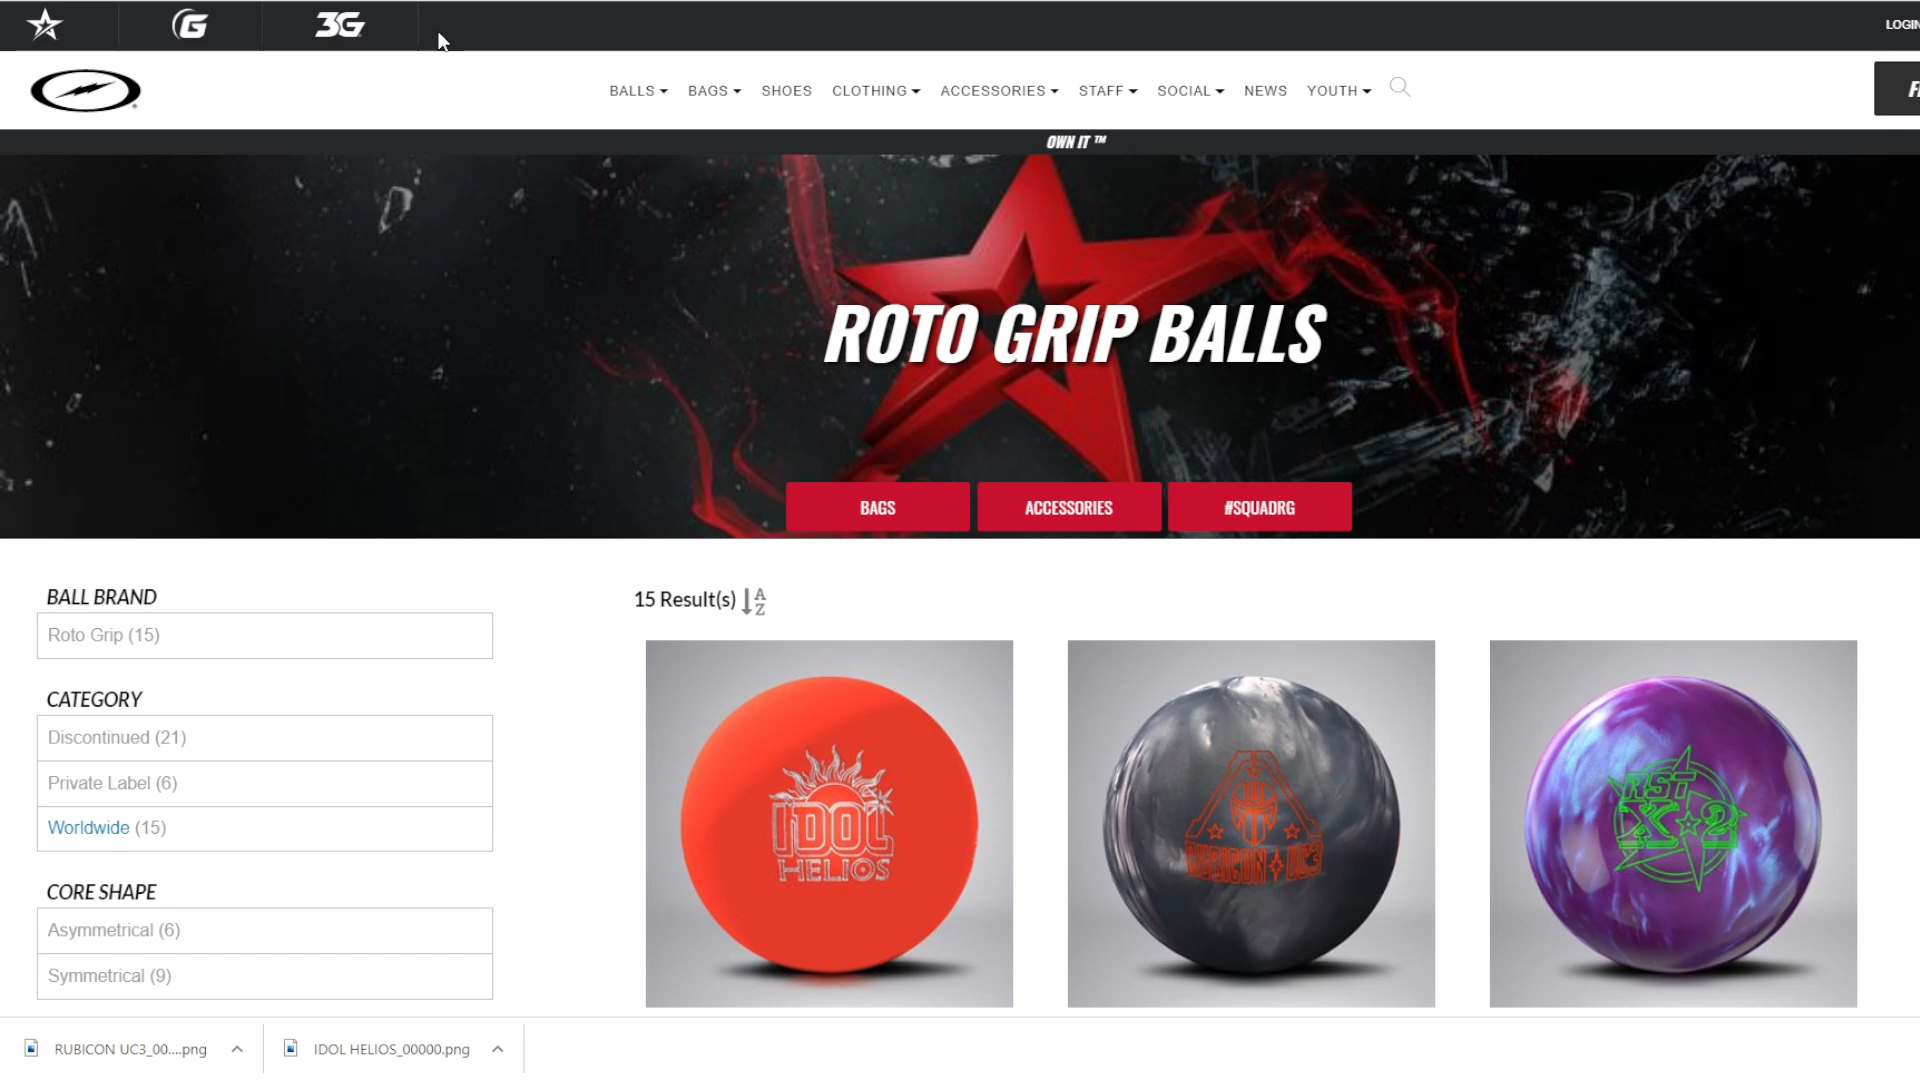 G
3G
LOGIN
BALLS
BAGS
SHOES
CLOTHING
ACCESSORIES
STAFF
SOCIAL
NEWS
YOUTH
OWN IT ™
ROTO GRIP BALLS
BAGS
ACCESSORIES
#SQUADRG
BALL BRAND
Roto Grip (15)
CATEGORY
Discontinued (21)
Private Label (6)
Worldwide (15)
CORE SHAPE
Asymmetrical (6)
Symmetrical (9)
15 Result(s)
A
Z
IDOL
HELIOS
RUBICON UC3
RST
X 2
RUBICON UC3_00....png
IDOL HELIOS_00000.png